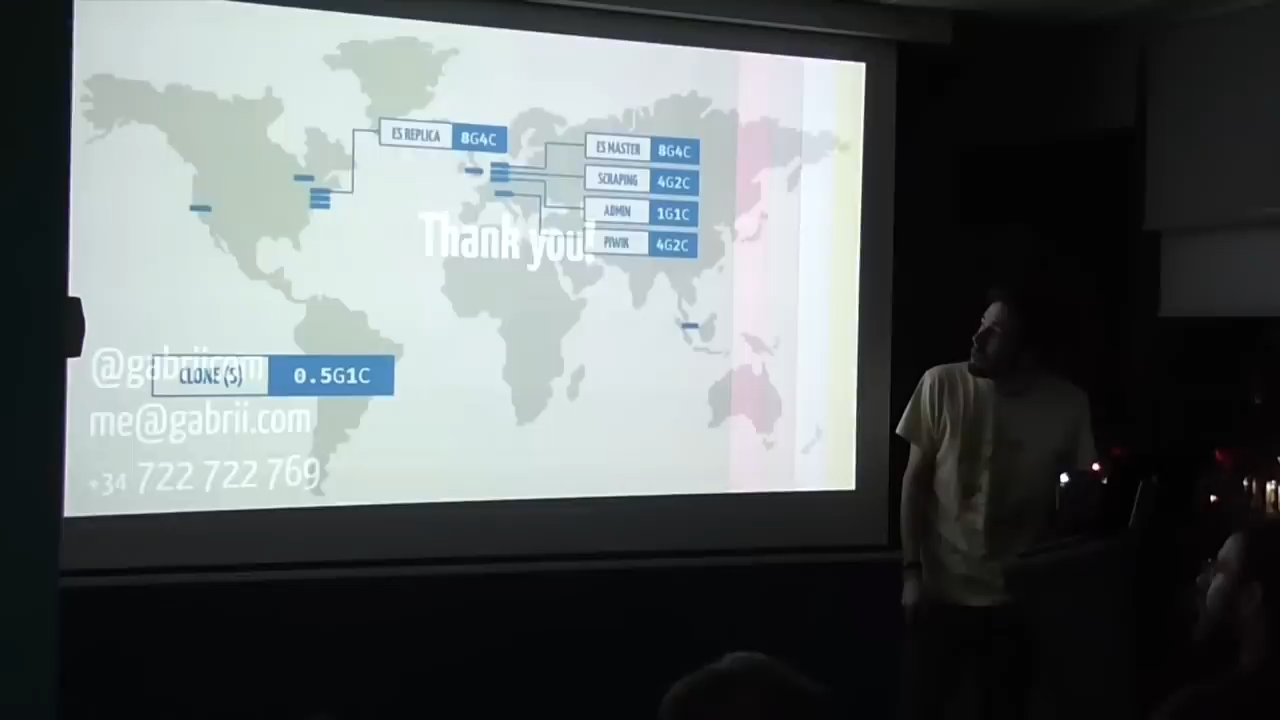 ES REPLICA 8G4C
ES MASTER 8G4C
SCRAPING 4G2C
ADMIN 1G1C
PIWIK 4G2C
Thank you!
@gabriicom
CLONE (S) 0.5G1C
me@gabrii.com
+34 722 722 769